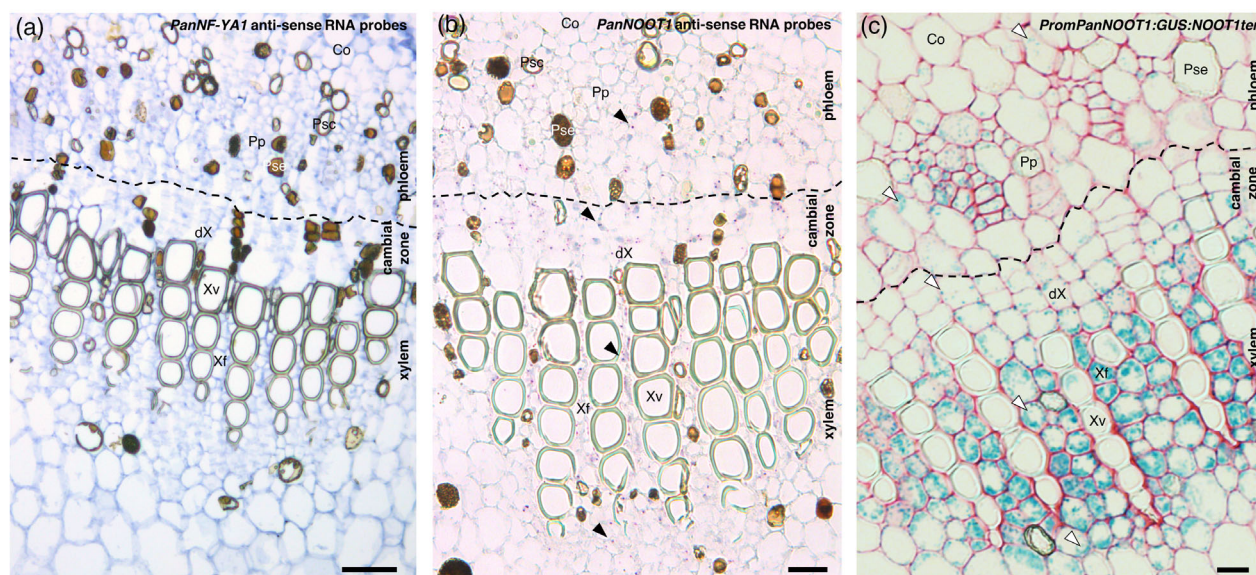 (a) PanNF-YA1 anti-sense RNA probes
Co
Psc
Pp
Pse
phloem
cambial
zone
dX
Xv
Xf
xylem
(b) PanNOOT1 anti-sense RNA probes
Co
Psc
Pp
Pse
phloem
cambial
zone
dX
Xf
Xv
xylem
(c) PromPanNOOT1:GUS:NOOT1ter
Co
Pse
phloem
Pp
cambial
zone
dX
Xf
Xv
xylem